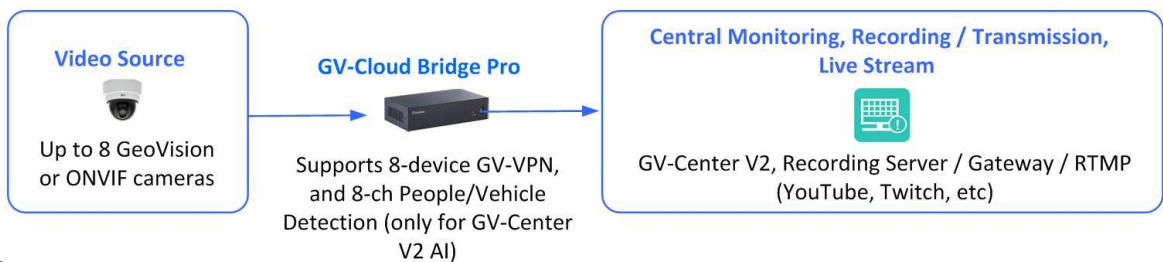 Video Source
Up to 8 GeoVision
or ONVIF cameras
GV-Cloud Bridge Pro
Supports 8-device GV-VPN,
and 8-ch People/Vehicle
Detection (only for GV-Center
V2 AI)
Central Monitoring, Recording / Transmission,
Live Stream
GV-Center V2, Recording Server / Gateway / RTMP
(YouTube, Twitch, etc)